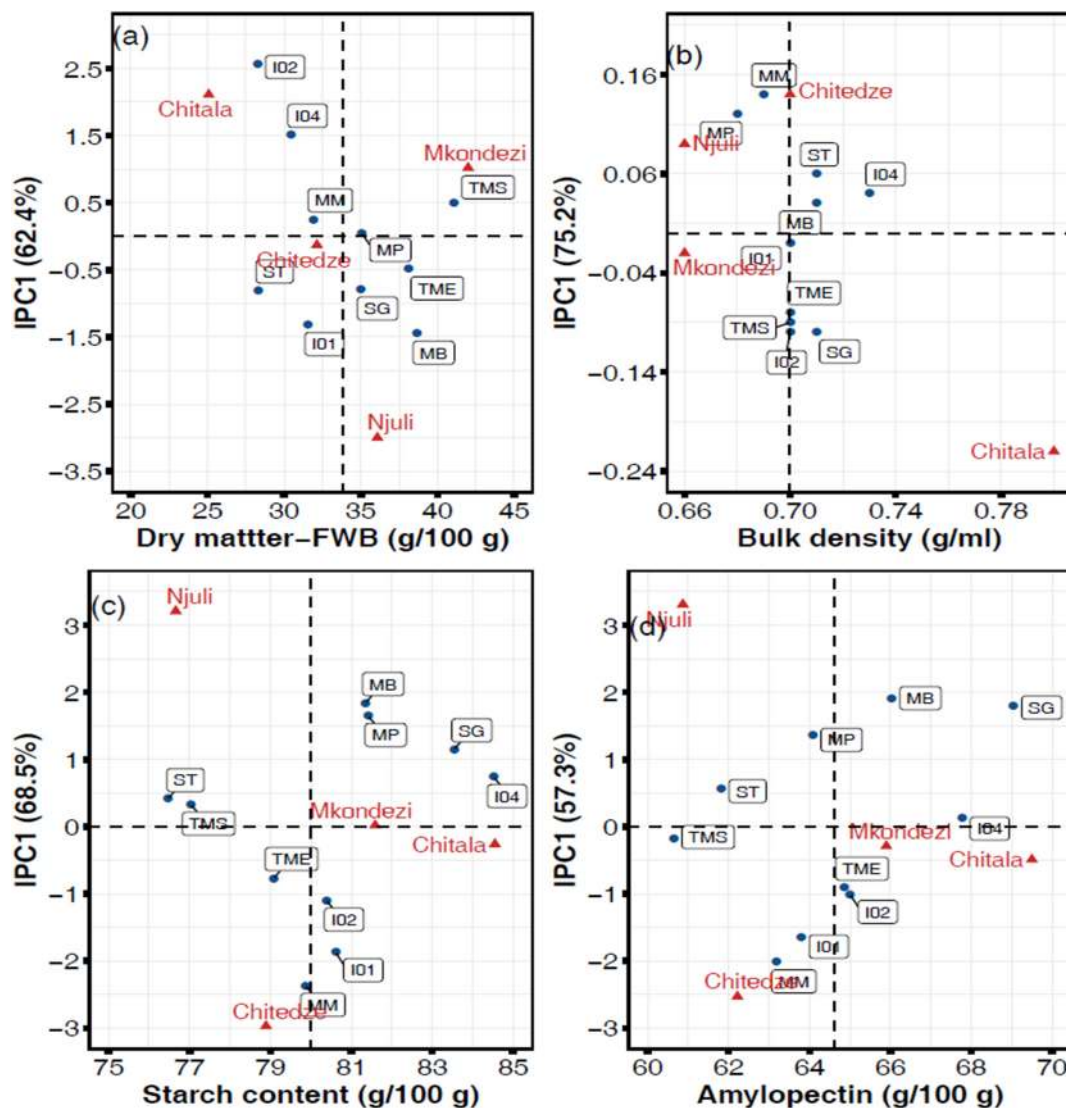 (a)
IPC1 (62.4%)
2.5
1.5
0.5
−0.5
−1.5
−2.5
−3.5
I02
Chitala
I04
Mkondezi
TMS
MM
MP
Chitedze
ST
TME
SG
I01
MB
Njuli
20 25 30 35 40 45
Dry mattter−FWB (g/100 g)
(b)
IPC1 (75.2%)
0.16
0.06
−0.04
−0.14
−0.24
MM
Chitedze
MP
Njuli
ST
I04
MB
I01
Mkondezi
TME
TMS
I02
SG
Chitala
0.66 0.70 0.74 0.78
Bulk density (g/ml)
(c)
IPC1 (68.5%)
3
2
1
0
−1
−2
−3
Njuli
MB
MP
SG
ST
I04
TMS
Mkondezi
Chitala
TME
I02
I01
MM
Chitedze
75 77 79 81 83 85
Starch content (g/100 g)
(d)
IPC1 (57.3%)
3
2
1
0
−1
−2
−3
Njuli
MB
SG
MP
ST
I04
TMS
Mkondezi
Chitala
TME
I02
I01
Chitedze
MM
60 62 64 66 68 70
Amylopectin (g/100 g)